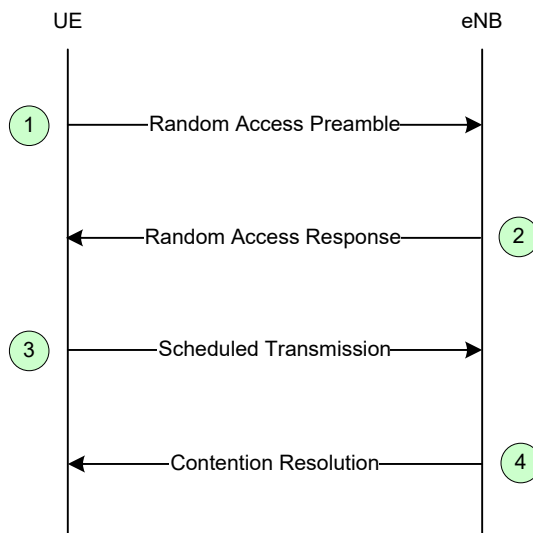 UE
eNB
1
Random Access Preamble
Random Access Response
2
3
Scheduled Transmission
Contention Resolution
4